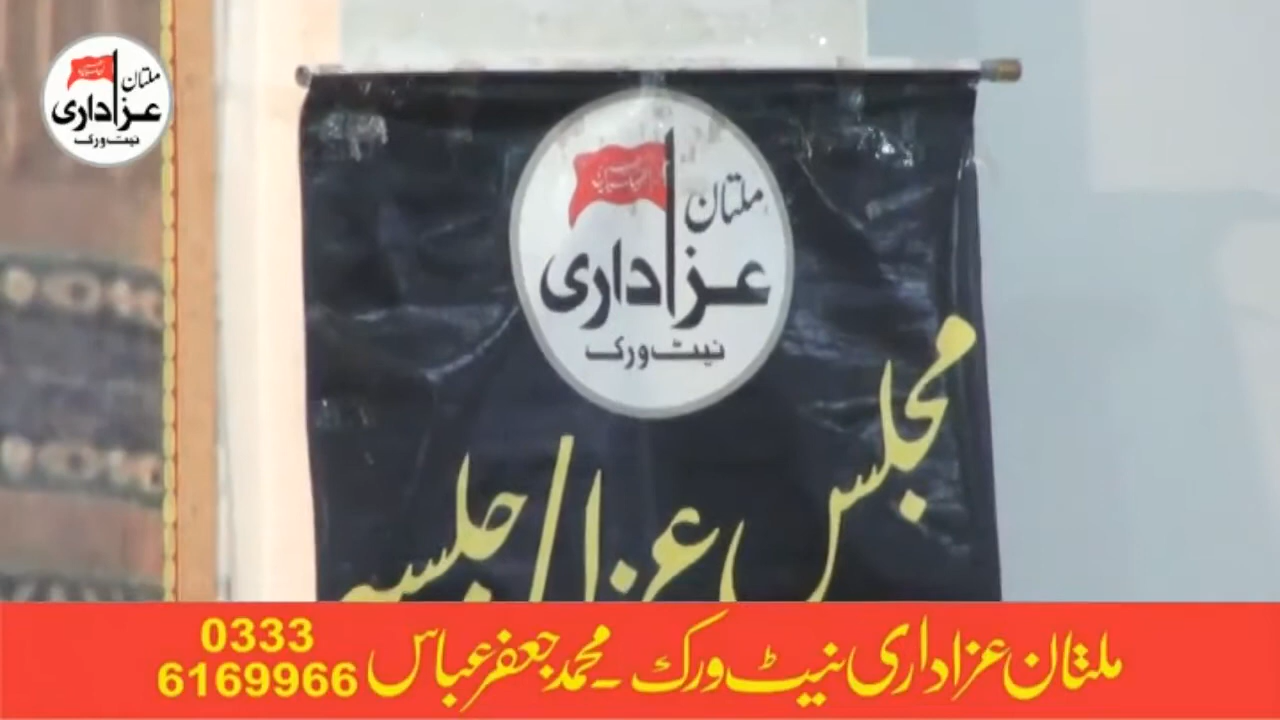 ملتان
عزاداری
نیٹ ورک
ملتان
عزاداری
نیٹ ورک
مجلس عزا / جلسہ
ملتان عزاداری نیٹ ورک ۔ محمد جعفر عباس
0333
6169966